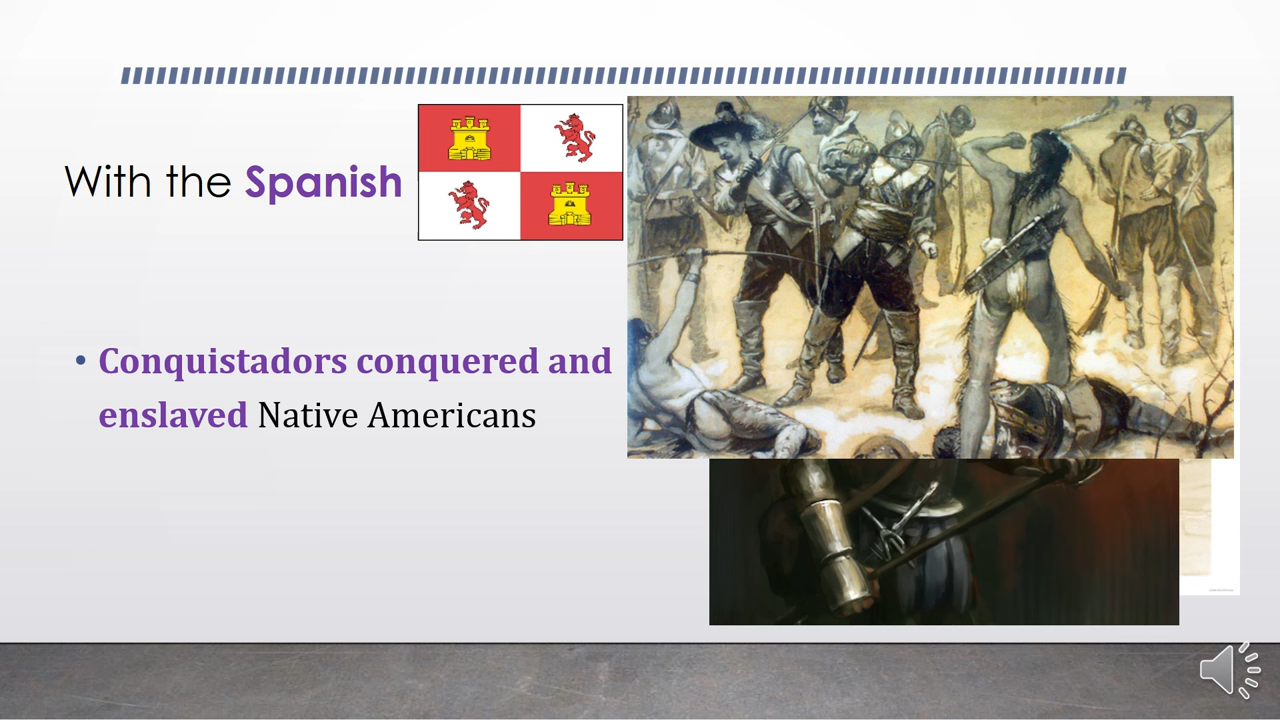 With the Spanish
• Conquistadors conquered and
enslaved Native Americans